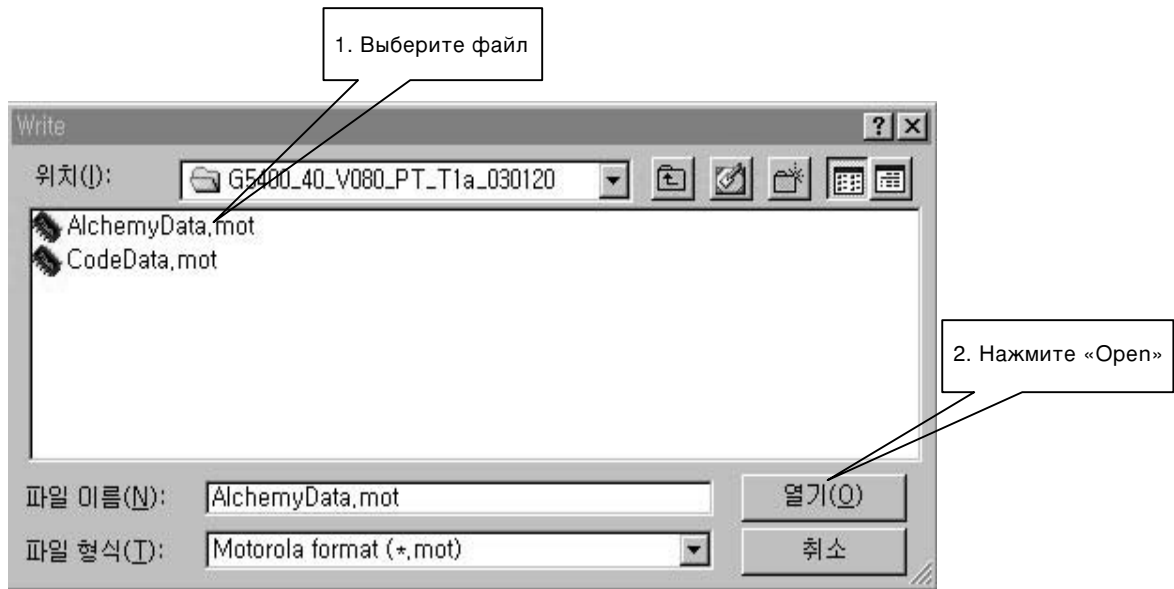 1. Выберите файл
Write
위치(I):
G5400_40_V080_PT_T1a_030120
AlchemyData,mot
CodeData,mot
2. Нажмите «Open»
파일 이름(N):
AlchemyData,mot
열기(O)
파일 형식(T):
Motorola format (*,mot)
취소